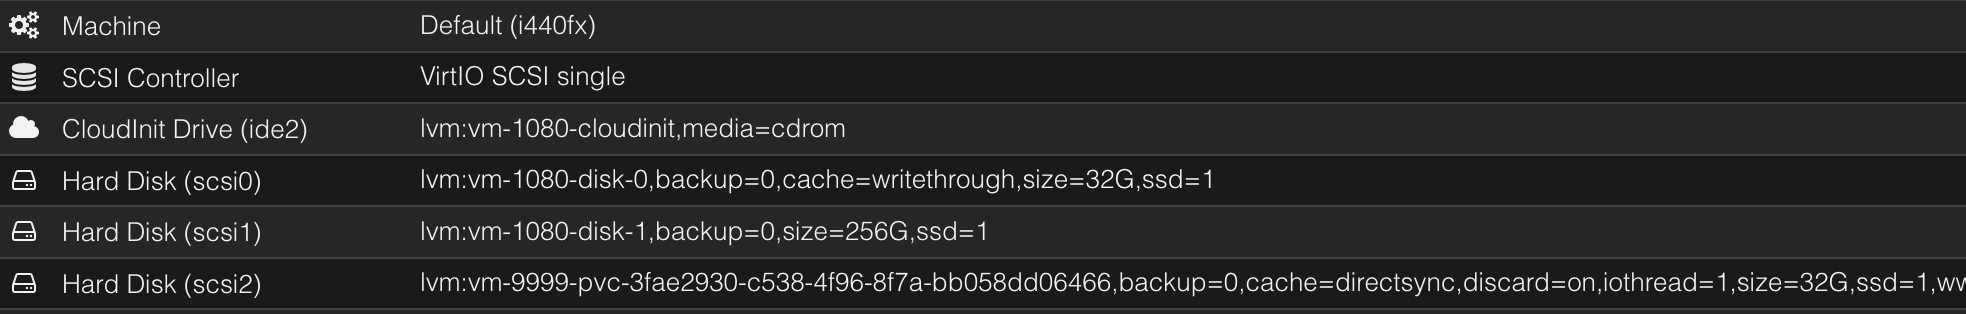 Machine Default (i440fx)
SCSI Controller VirtIO SCSI single
CloudInit Drive (ide2) lvm:vm-1080-cloudinit,media=cdrom
Hard Disk (scsi0) lvm:vm-1080-disk-0,backup=0,cache=writethrough,size=32G,ssd=1
Hard Disk (scsi1) lvm:vm-1080-disk-1,backup=0,size=256G,ssd=1
Hard Disk (scsi2) lvm:vm-9999-pvc-3fae2930-c538-4f96-8f7a-bb058dd06466,backup=0,cache=directsync,discard=on,iothread=1,size=32G,ssd=1,